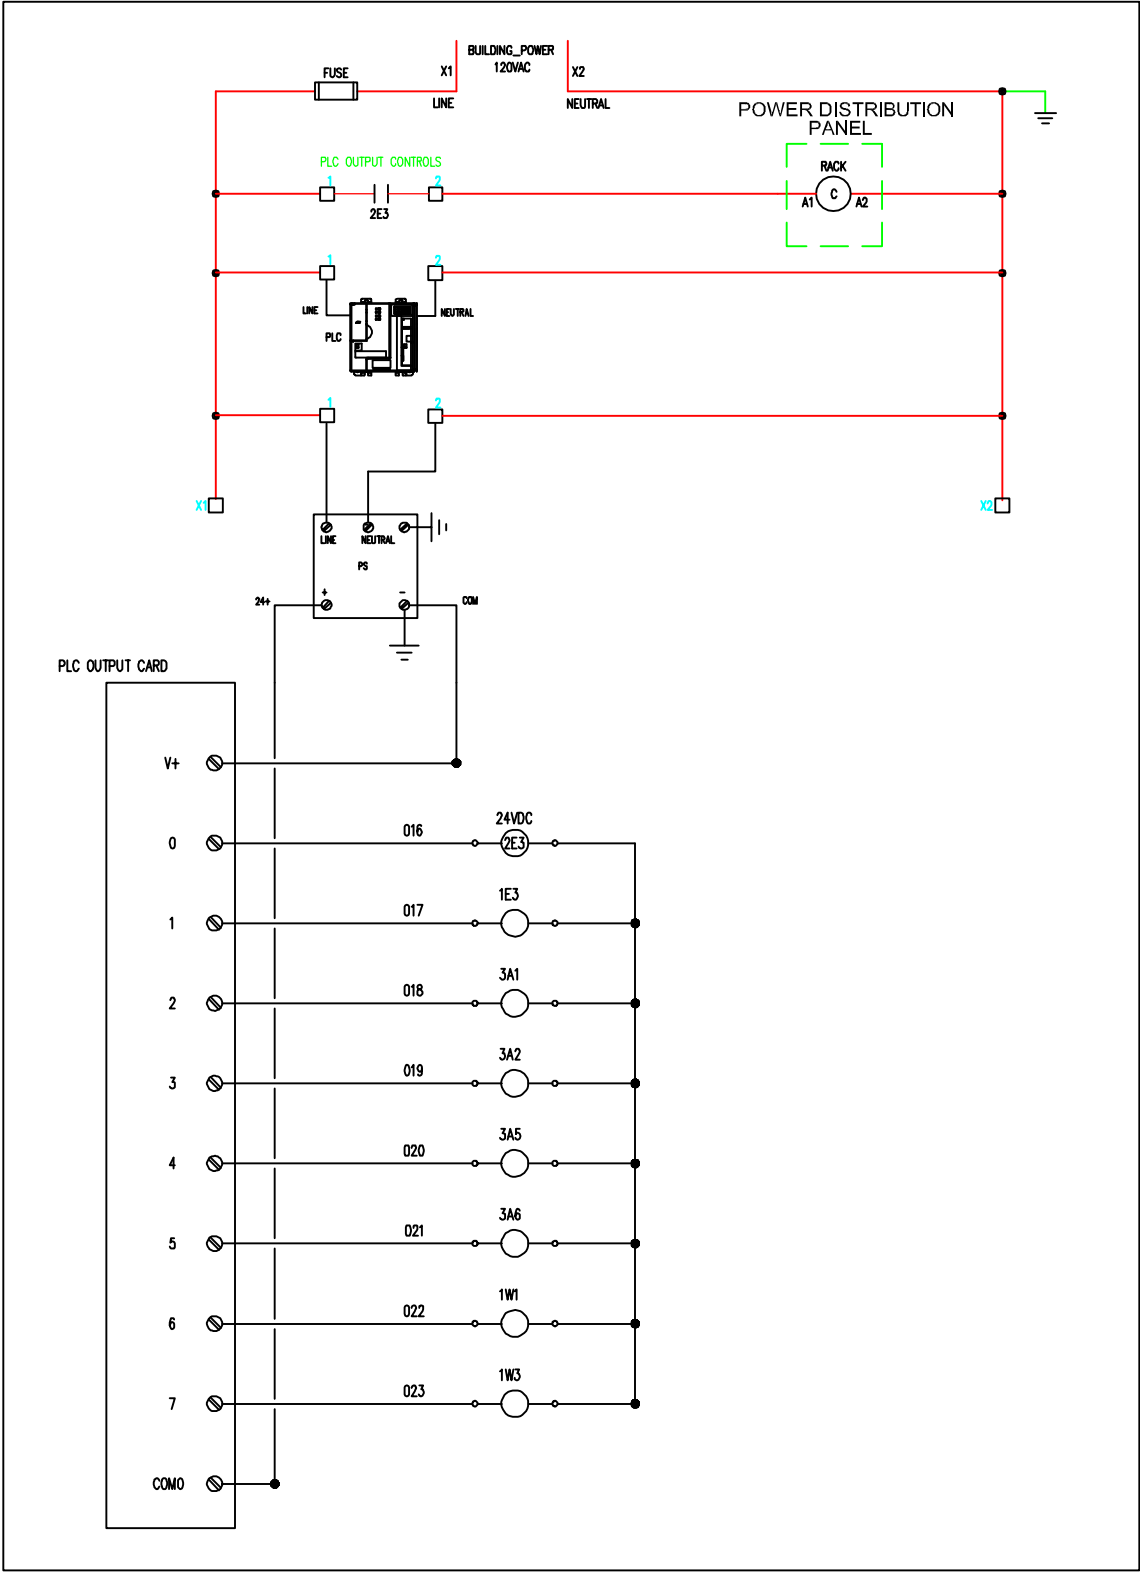 BUILDING_POWER
120VAC
X1
X2
FUSE
LINE
NEUTRAL
POWER DISTRIBUTION
PANEL
PLC OUTPUT CONTROLS
1
2
2E3
RACK
C
A1
A2
1
2
LINE
NEUTRAL
PLC
1
2
X1
X2
LINE
NEUTRAL
PS
+
-
24+
COM
PLC OUTPUT CARD
V+
0
016
24VDC
2E3
1
017
1E3
2
018
3A1
3
019
3A2
4
020
3A5
5
021
3A6
6
022
1W1
7
023
1W3
COM0